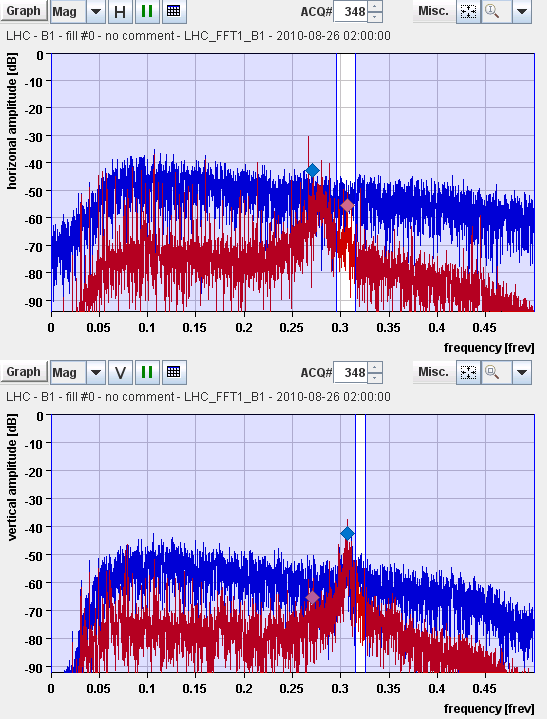 Graph Mag H ACQ# 348 Misc.
LHC - B1 - fill #0 - no comment - LHC_FFT1_B1 - 2010-08-26 02:00:00
horizonal amplitude [dB]
0
-10
-20
-30
-40
-50
-60
-70
-80
-90
0 0.05 0.1 0.15 0.2 0.25 0.3 0.35 0.4 0.45
frequency [frev]
Graph Mag V ACQ# 348 Misc.
LHC - B1 - fill #0 - no comment - LHC_FFT1_B1 - 2010-08-26 02:00:00
vertical amplitude [dB]
0
-10
-20
-30
-40
-50
-60
-70
-80
-90
0 0.05 0.1 0.15 0.2 0.25 0.3 0.35 0.4 0.45
frequency [frev]